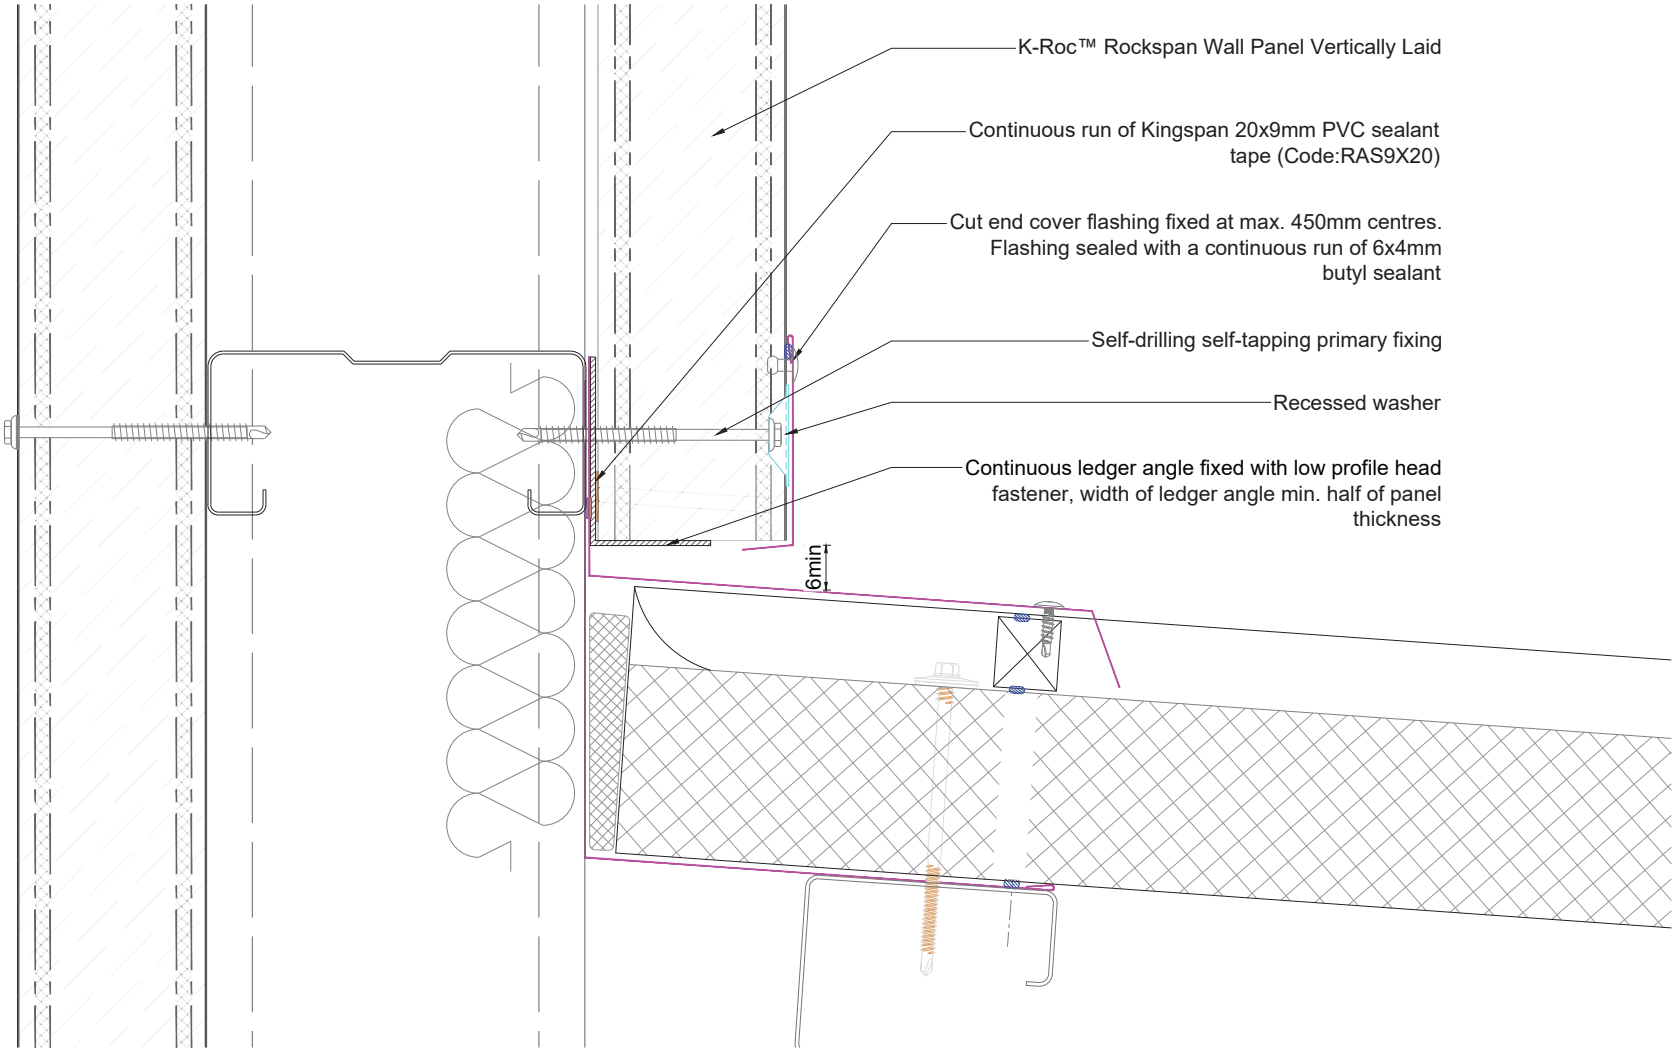 K-Roc™ Rockspan Wall Panel Vertically Laid
Continuous run of Kingspan 20x9mm PVC sealant
tape (Code:RAS9X20)
Cut end cover flashing fixed at max. 450mm centres.
Flashing sealed with a continuous run of 6x4mm
butyl sealant
Self-drilling self-tapping primary fixing
Recessed washer
Continuous ledger angle fixed with low profile head
fastener, width of ledger angle min. half of panel
thickness
6min